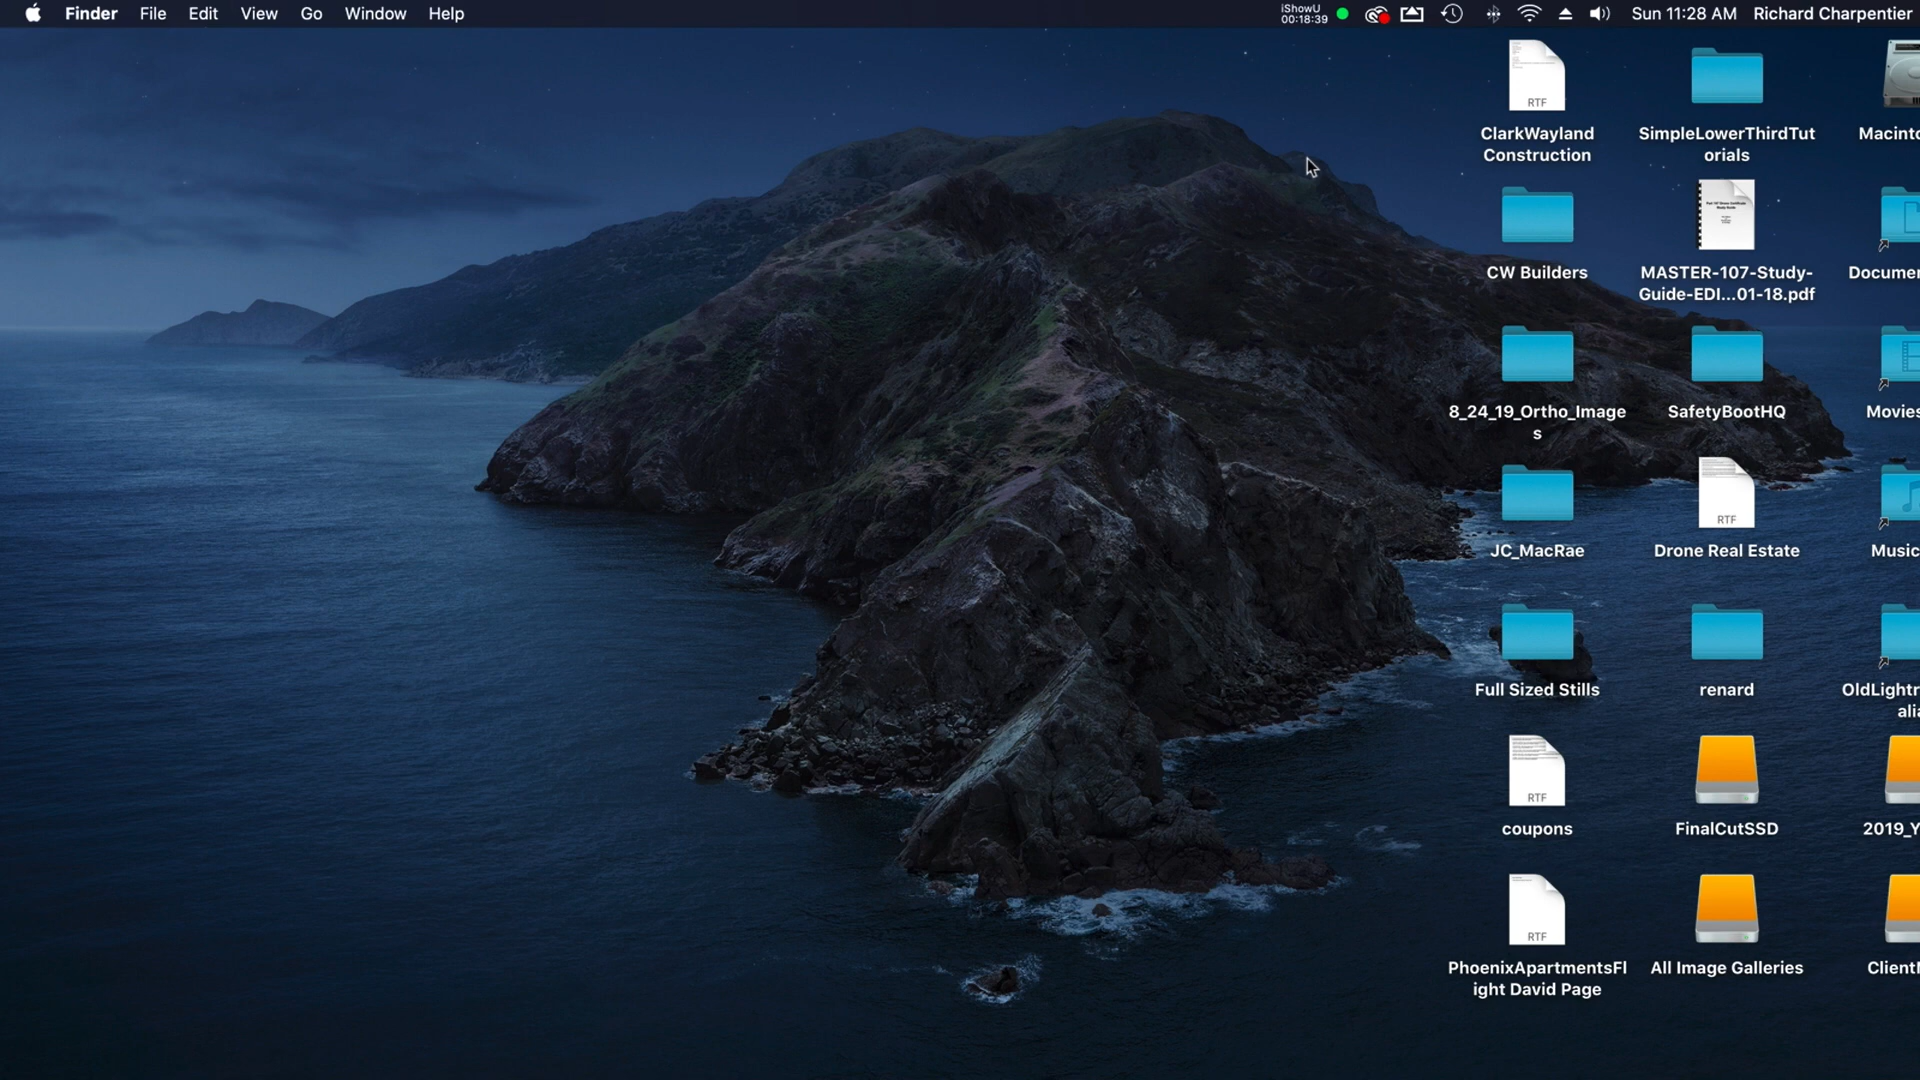 Finder File Edit View Go Window Help
iShowU
00:18:39
Sun 11:28 AM Richard Charpentier
RTF
ClarkWayland
Construction
SimpleLowerThirdTut
orials
Macinto
CW Builders
MASTER-107-Study-
Guide-EDI...01-18.pdf
Documen
8_24_19_Ortho_Image
s
SafetyBootHQ
Movies
JC_MacRae
RTF
Drone Real Estate
Music
Full Sized Stills
renard
OldLightr
alia
RTF
coupons
FinalCutSSD
2019_Y
RTF
PhoenixApartmentsFl
ight David Page
All Image Galleries